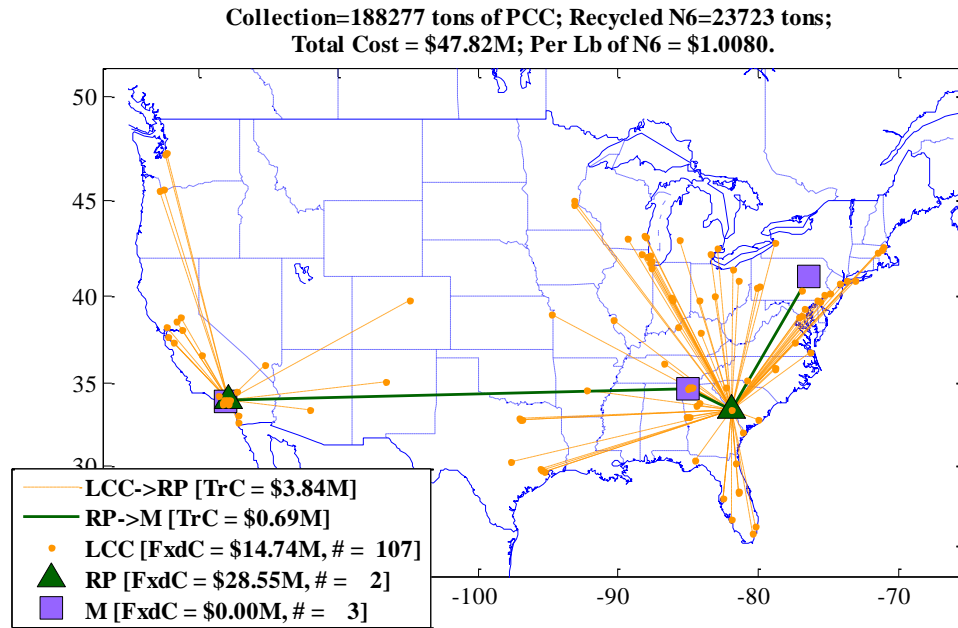 Collection=188277 tons of PCC; Recycled N6=23723 tons;
Total Cost = $47.82M; Per Lb of N6 = $1.0080.
50
45
40
35
30
LCC->RP [TrC = $3.84M]
RP->M [TrC = $0.69M]
LCC [FxdC = $14.74M, # = 107]
RP [FxdC = $28.55M, # = 2]
M [FxdC = $0.00M, # = 3]
-100
-90
-80
-70